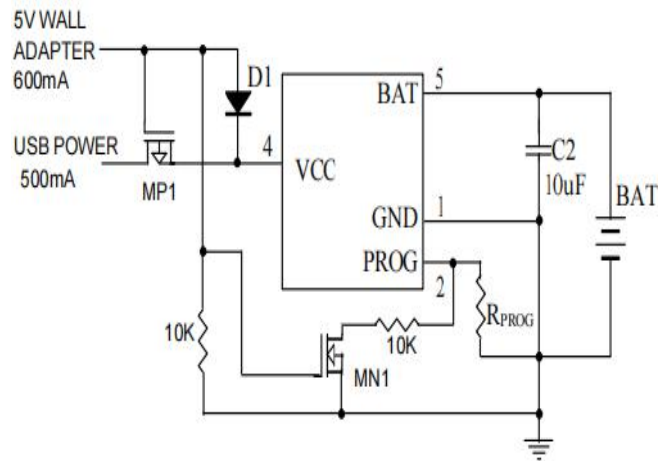 5V WALL
ADAPTER
600mA
D1
5
BAT
USB POWER
500mA
4
VCC
MP1
C2
10uF
BAT
1
GND
PROG
2
RPROG
10K
10K
MN1